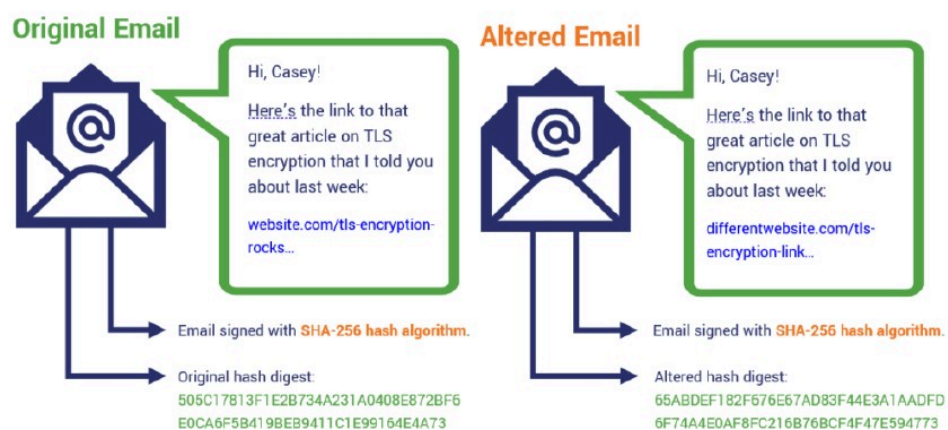 Original Email
@
Hi, Casey!
Here's the link to that
great article on TLS
encryption that I told you
about last week:
website.com/tls-encryption-
rocks...
Email signed with SHA-256 hash algorithm.
Original hash digest:
505C17813F1E2B734A231A0408E872BF6
E0CA6F5B419BEB9411C1E99164E4A73
Altered Email
@
Hi, Casey!
Here's the link to that
great article on TLS
encryption that I told you
about last week:
differentwebsite.com/tls-
encryption-link...
Email signed with SHA-256 hash algorithm.
Altered hash digest:
65ABDEF182F676E67AD83F44E3A1AADFD
6F74A4E0AF8FC216B76BCF4F47E594773